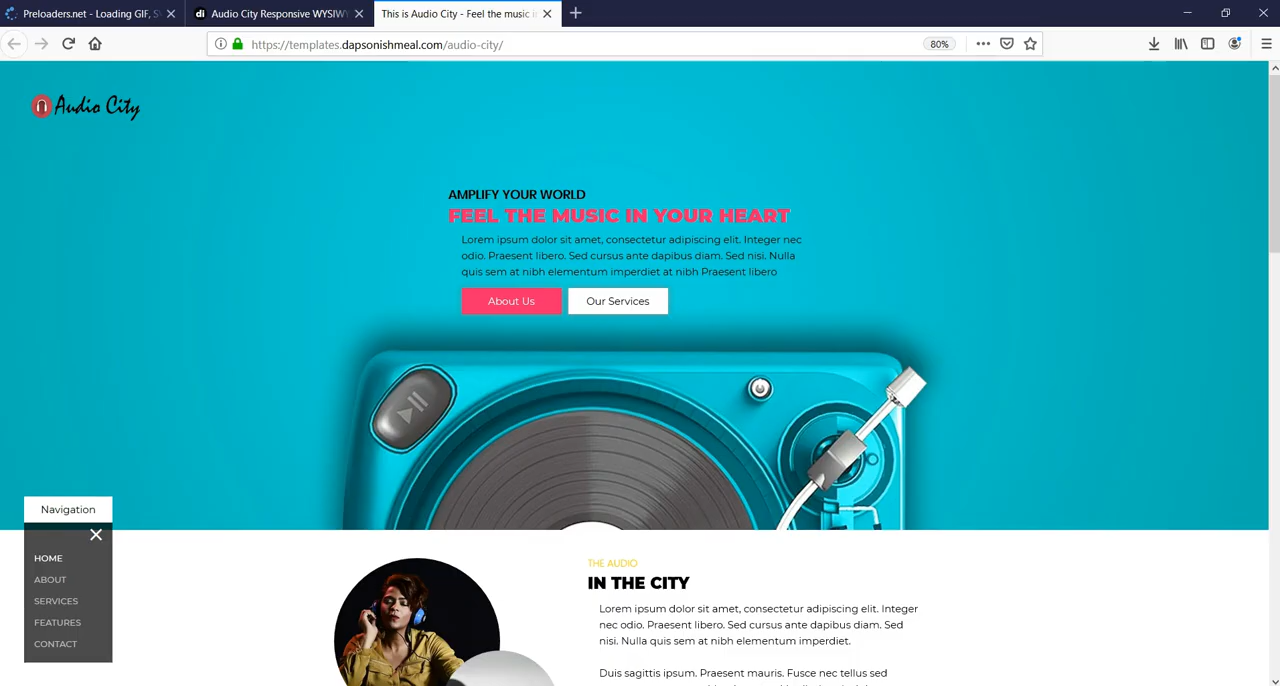 Preloaders.net - Loading GIF, S
Audio City Responsive WYSIWY
This is Audio City - Feel the music i
https://templates.dapsonishmeal.com/audio-city/
80%
Audio City
AMPLIFY YOUR WORLD
FEEL THE MUSIC IN YOUR HEART
Lorem ipsum dolor sit amet, consectetur adipiscing elit. Integer nec
odio. Praesent libero. Sed cursus ante dapibus diam. Sed nisi. Nulla
quis sem at nibh elementum imperdiet at nibh Praesent libero
About Us
Our Services
Navigation
HOME
ABOUT
SERVICES
FEATURES
CONTACT
THE AUDIO
IN THE CITY
Lorem ipsum dolor sit amet, consectetur adipiscing elit. Integer
nec odio. Praesent libero. Sed cursus ante dapibus diam. Sed
nisi. Nulla quis sem at nibh elementum imperdiet.
Duis sagittis ipsum. Praesent mauris. Fusce nec tellus sed